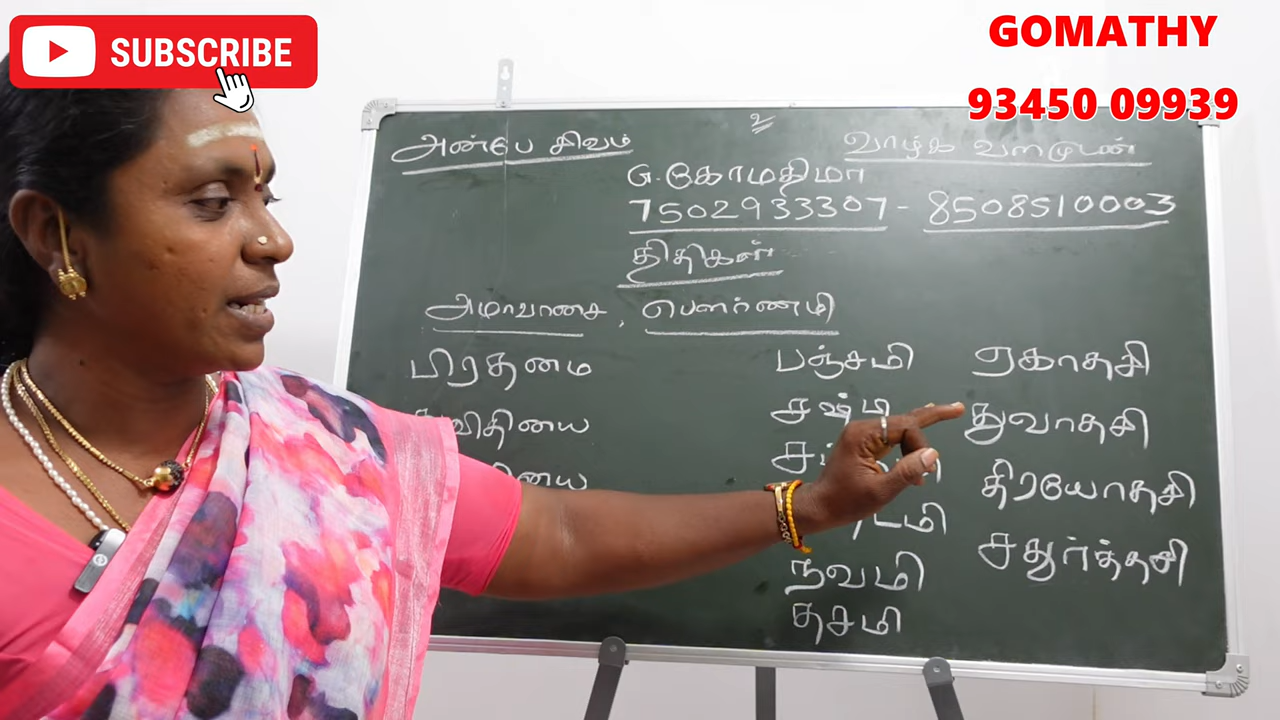 SUBSCRIBE
GOMATHY
93450 09939
௨
அன்பே சிவம்
வாழ்க வளமுடன்
G.கோமதிமா
7502933307 - 8508510003
திதிகள்
அமாவாசை, பௌர்ணமி
பிரதமை
நவமி
தசமி
பஞ்சமி
ஏகாதசி
துவாதசி
திரயோதசி
சதுர்த்தசி